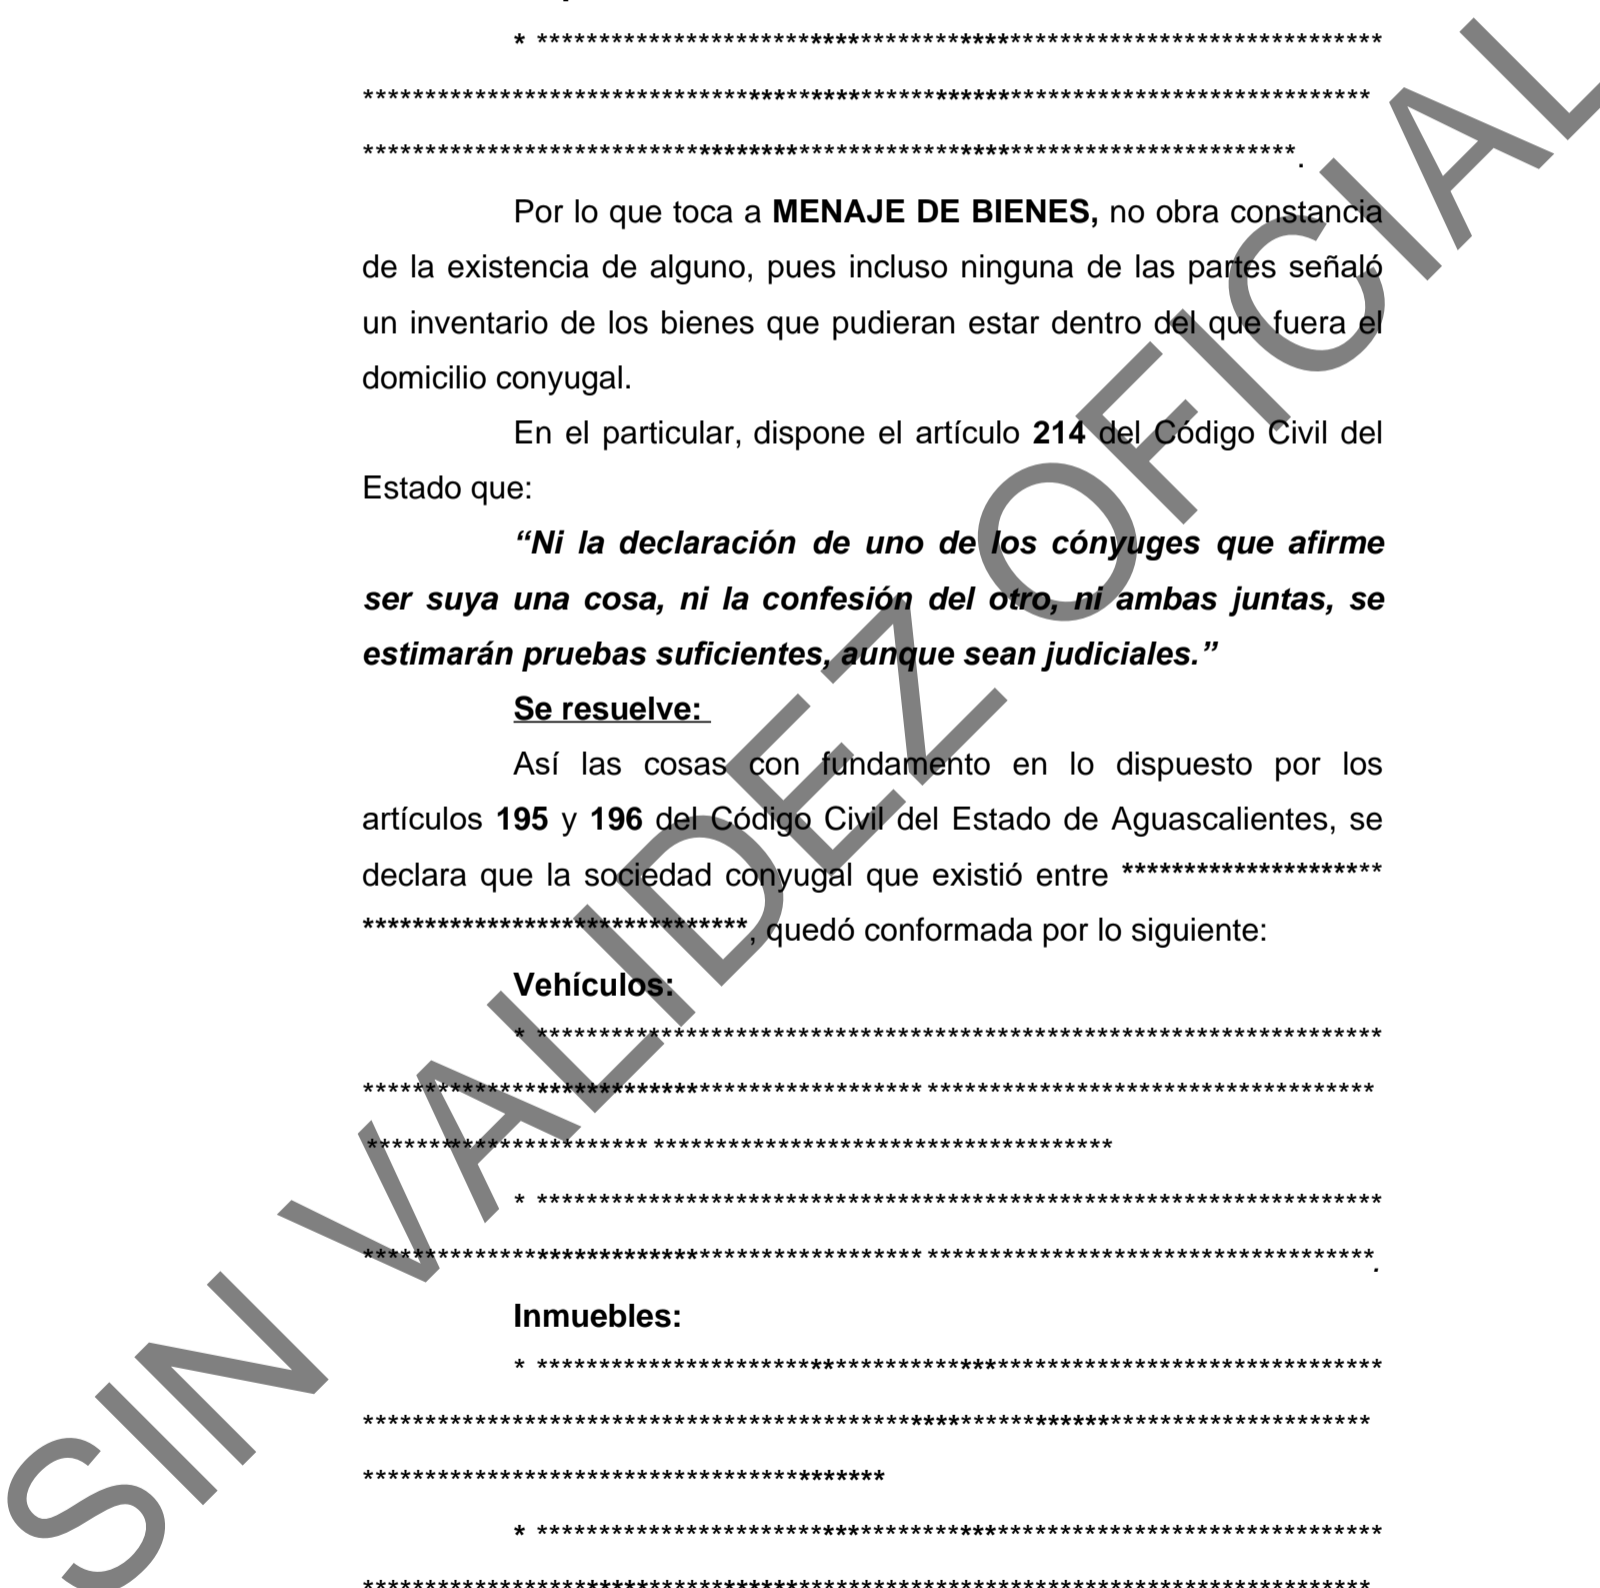 * ********************************************************************
*********************************************************************************
***************************************************************************.
Por lo que toca a MENAJE DE BIENES, no obra constancia
de la existencia de alguno, pues incluso ninguna de las partes señaló
un inventario de los bienes que pudieran estar dentro del que fuera el
domicilio conyugal.
En el particular, dispone el artículo 214 del Código Civil del
Estado que:
“Ni la declaración de uno de los cónyuges que afirme
ser suya una cosa, ni la confesión del otro, ni ambas juntas, se
estimarán pruebas suficientes, aunque sean judiciales.”
Se resuelve:
Así las cosas con fundamento en lo dispuesto por los
artículos 195 y 196 del Código Civil del Estado de Aguascalientes, se
declara que la sociedad conyugal que existió entre *********************
*******************************, quedó conformada por lo siguiente:
Vehículos:
* ********************************************************************
********************************************* ************************************
*********************** *************************************
* ********************************************************************
********************************************* ************************************.
Inmuebles:
* ********************************************************************
*********************************************************************************
******************************************
* ********************************************************************
*********************************************************************************
SIN VALIDEZ OFICIAL